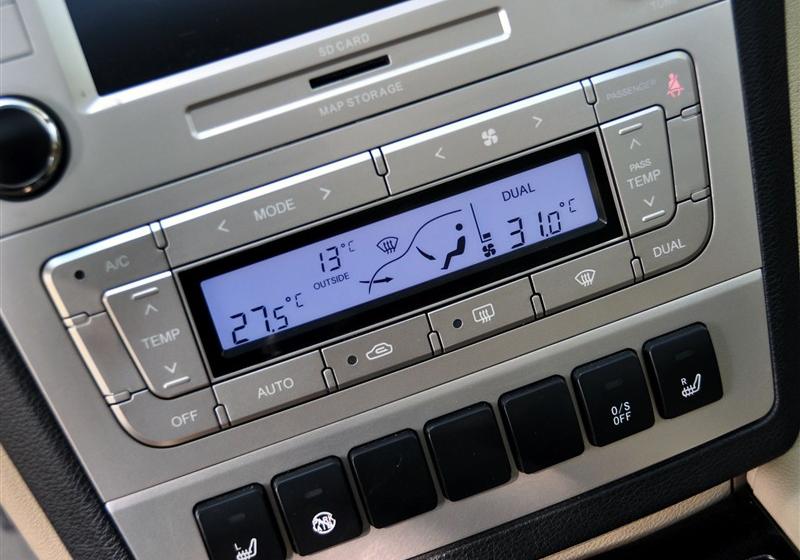 SD CARD
MAP STORAGE
PASSENGER
< MODE >
< >
A/C
PASS
TEMP
DUAL
13°C
OUTSIDE
31.0°C
27.5°C
TEMP
DUAL
OFF
AUTO
O/S
OFF
R
L